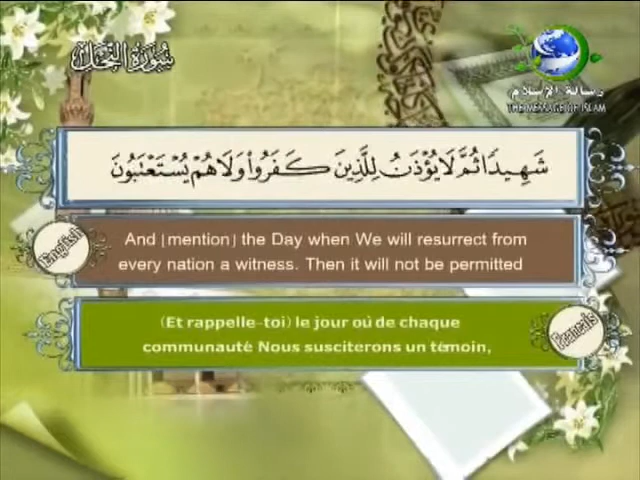 سورة النحل
رسالة الإسلام
THE MESSAGE OF ISLAM
شَهِيدًا ثُمَّ لَا يُؤْذَنُ لِلَّذِينَ كَفَرُوا۟ وَلَا هُمْ يُسْتَعْتَبُونَ
English
And [mention] the Day when We will resurrect from
every nation a witness. Then it will not be permitted
(Et rappelle-toi) le jour où de chaque
communauté Nous susciterons un témoin,
Francais